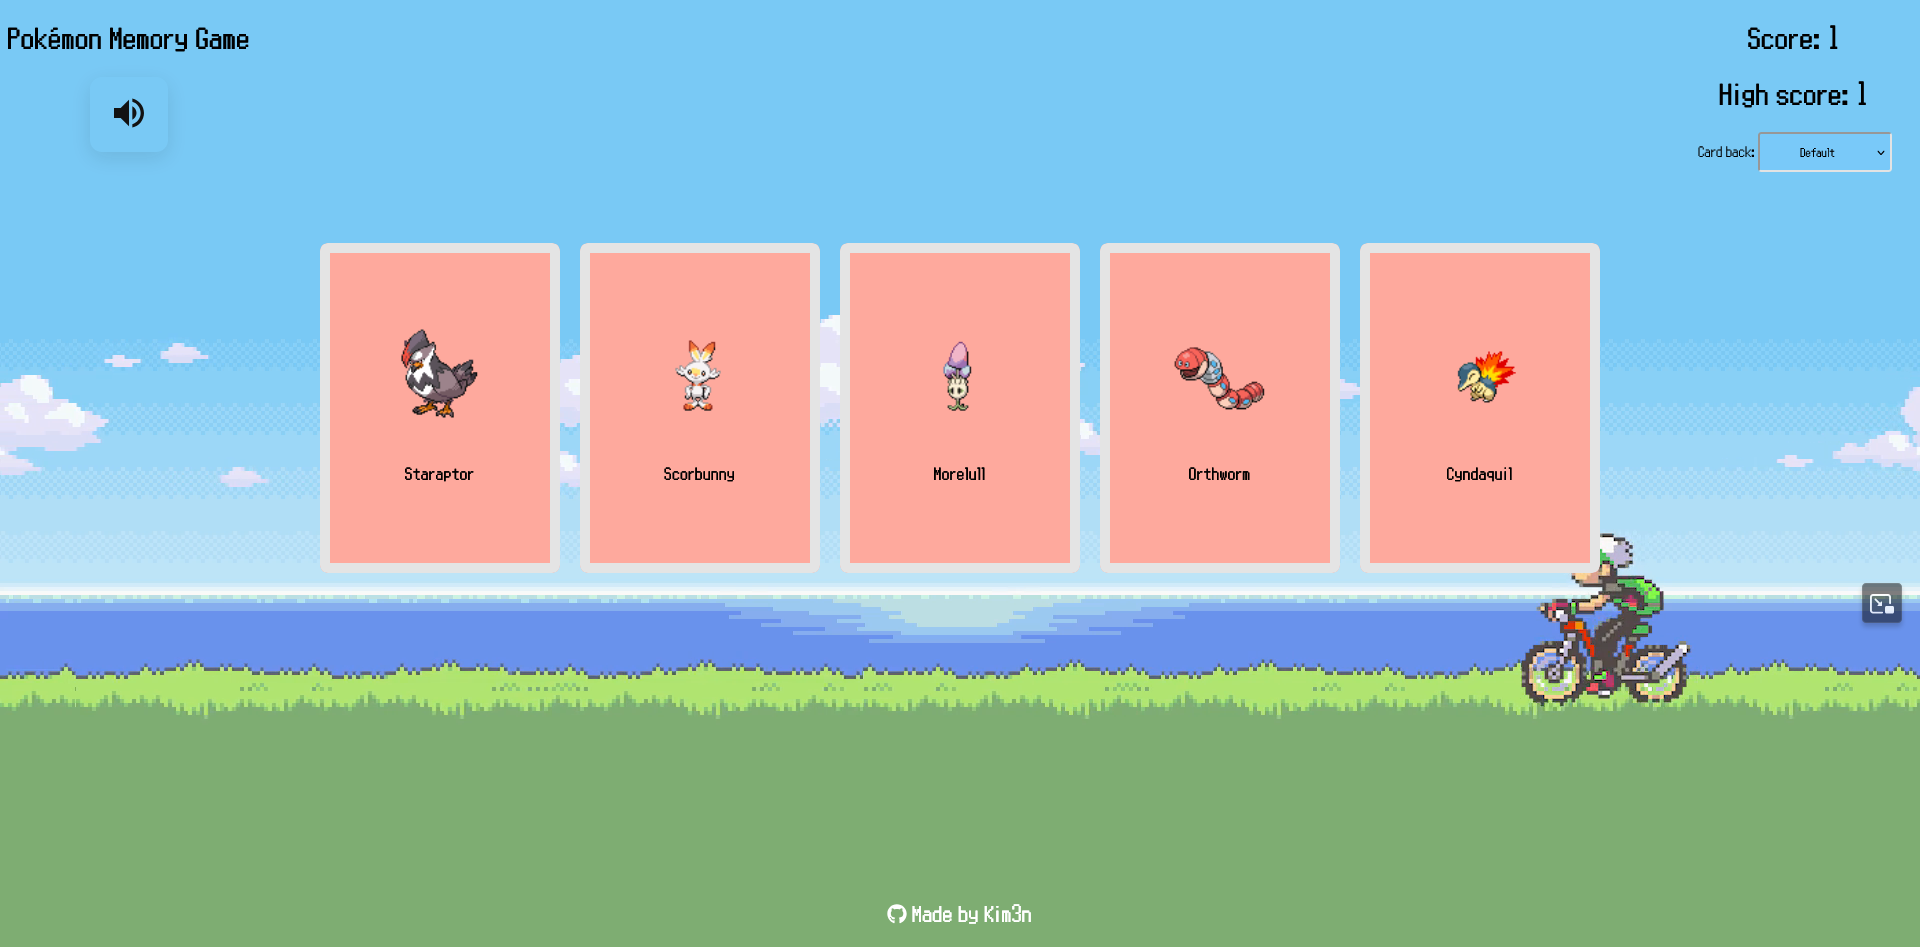 Pokémon Memory Game
Score: 1
High score: 1
Card back: Default
Staraptor
Scorbunny
Morelull
Orthworm
Cyndaquil
Made by Kim3n